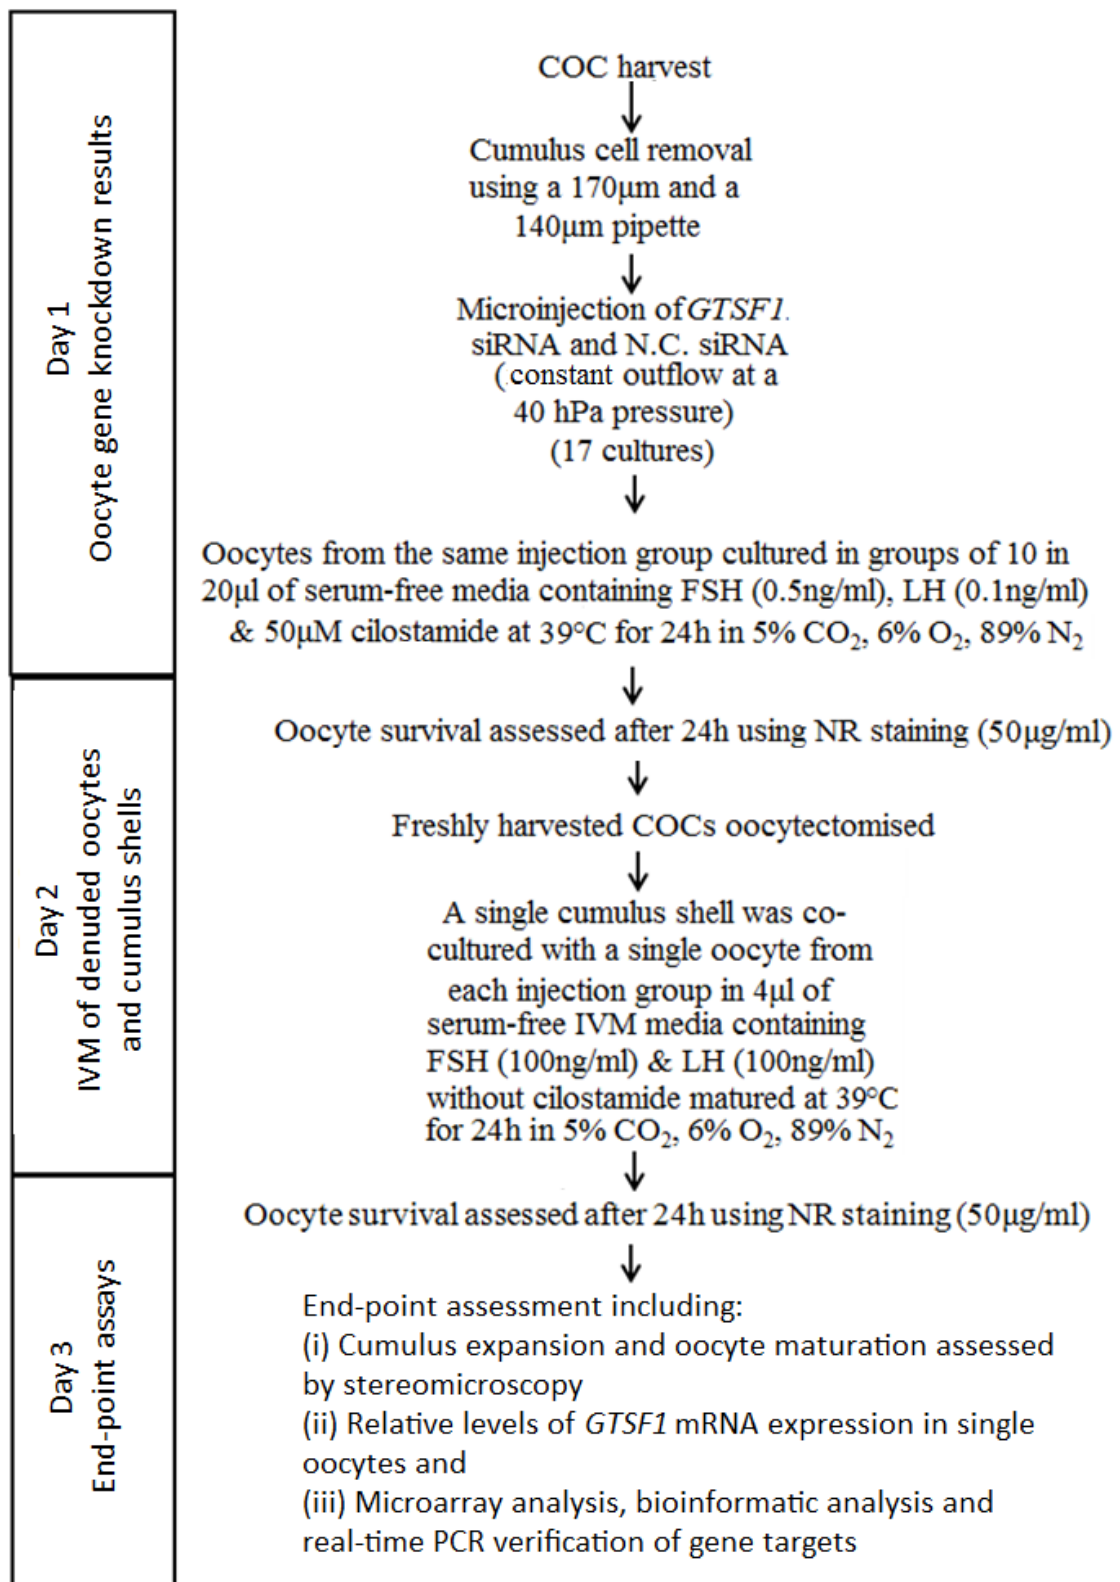 Day 1
Oocyte gene knockdown results
COC harvest
Cumulus cell removal
using a 170µm and a
140µm pipette
Microinjection of GTSF1.
siRNA and N.C. siRNA
(constant outflow at a
40 hPa pressure)
(17 cultures)
Oocytes from the same injection group cultured in groups of 10 in
20µl of serum-free media containing FSH (0.5ng/ml), LH (0.1ng/ml)
& 50µM cilostamide at 39°C for 24h in 5% CO₂, 6% O₂, 89% N₂
Day 2
IVM of denuded oocytes
and cumulus shells
Oocyte survival assessed after 24h using NR staining (50µg/ml)
Freshly harvested COCs oocytectomised
A single cumulus shell was co-
cultured with a single oocyte from
each injection group in 4µl of
serum-free IVM media containing
FSH (100ng/ml) & LH (100ng/ml)
without cilostamide matured at 39°C
for 24h in 5% CO₂, 6% O₂, 89% N₂
Day 3
End-point assays
Oocyte survival assessed after 24h using NR staining (50µg/ml)
End-point assessment including:
(i) Cumulus expansion and oocyte maturation assessed
by stereomicroscopy
(ii) Relative levels of GTSF1 mRNA expression in single
oocytes and
(iii) Microarray analysis, bioinformatic analysis and
real-time PCR verification of gene targets